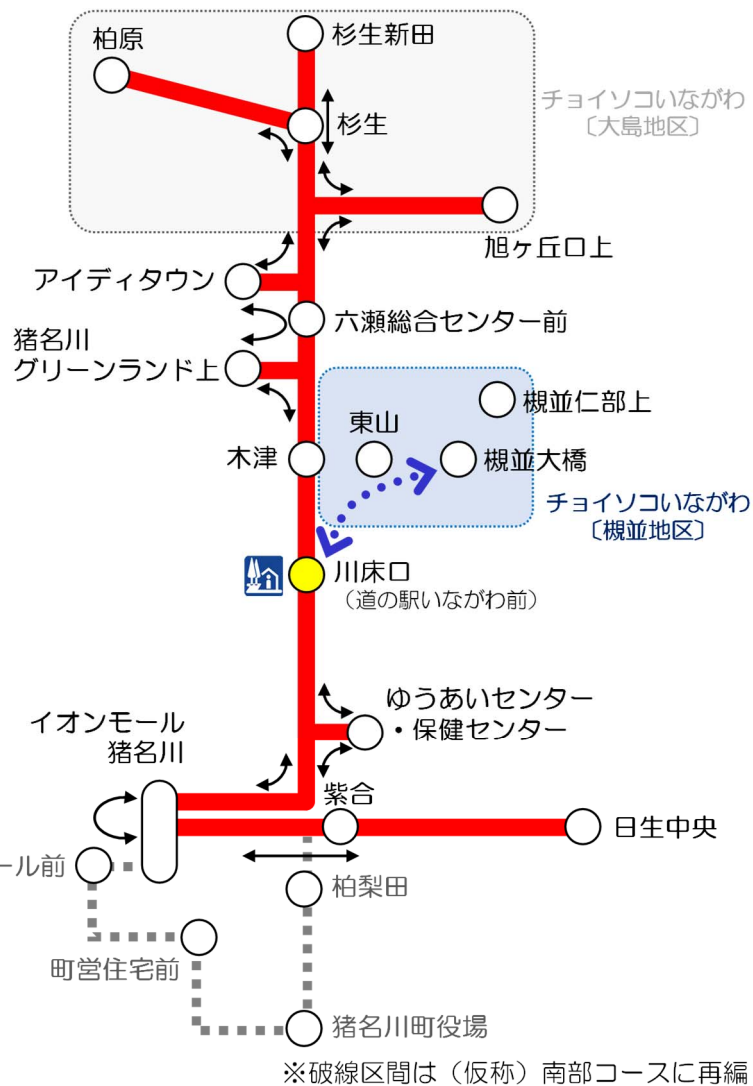 柏原
杉生新田
チョイソコいながわ
〔大島地区〕
杉生
旭ヶ丘口上
アイディタウン
六瀬総合センター前
猪名川
グリーンランド上
槻並仁部上
東山
木津
槻並大橋
チョイソコいながわ
〔槻並地区〕
川床口
（道の駅いながわ前）
ゆうあいセンター
・保健センター
イオンモール
猪名川
紫合
日生中央
ール前
柏梨田
町営住宅前
猪名川町役場
※破線区間は（仮称）南部コースに再編